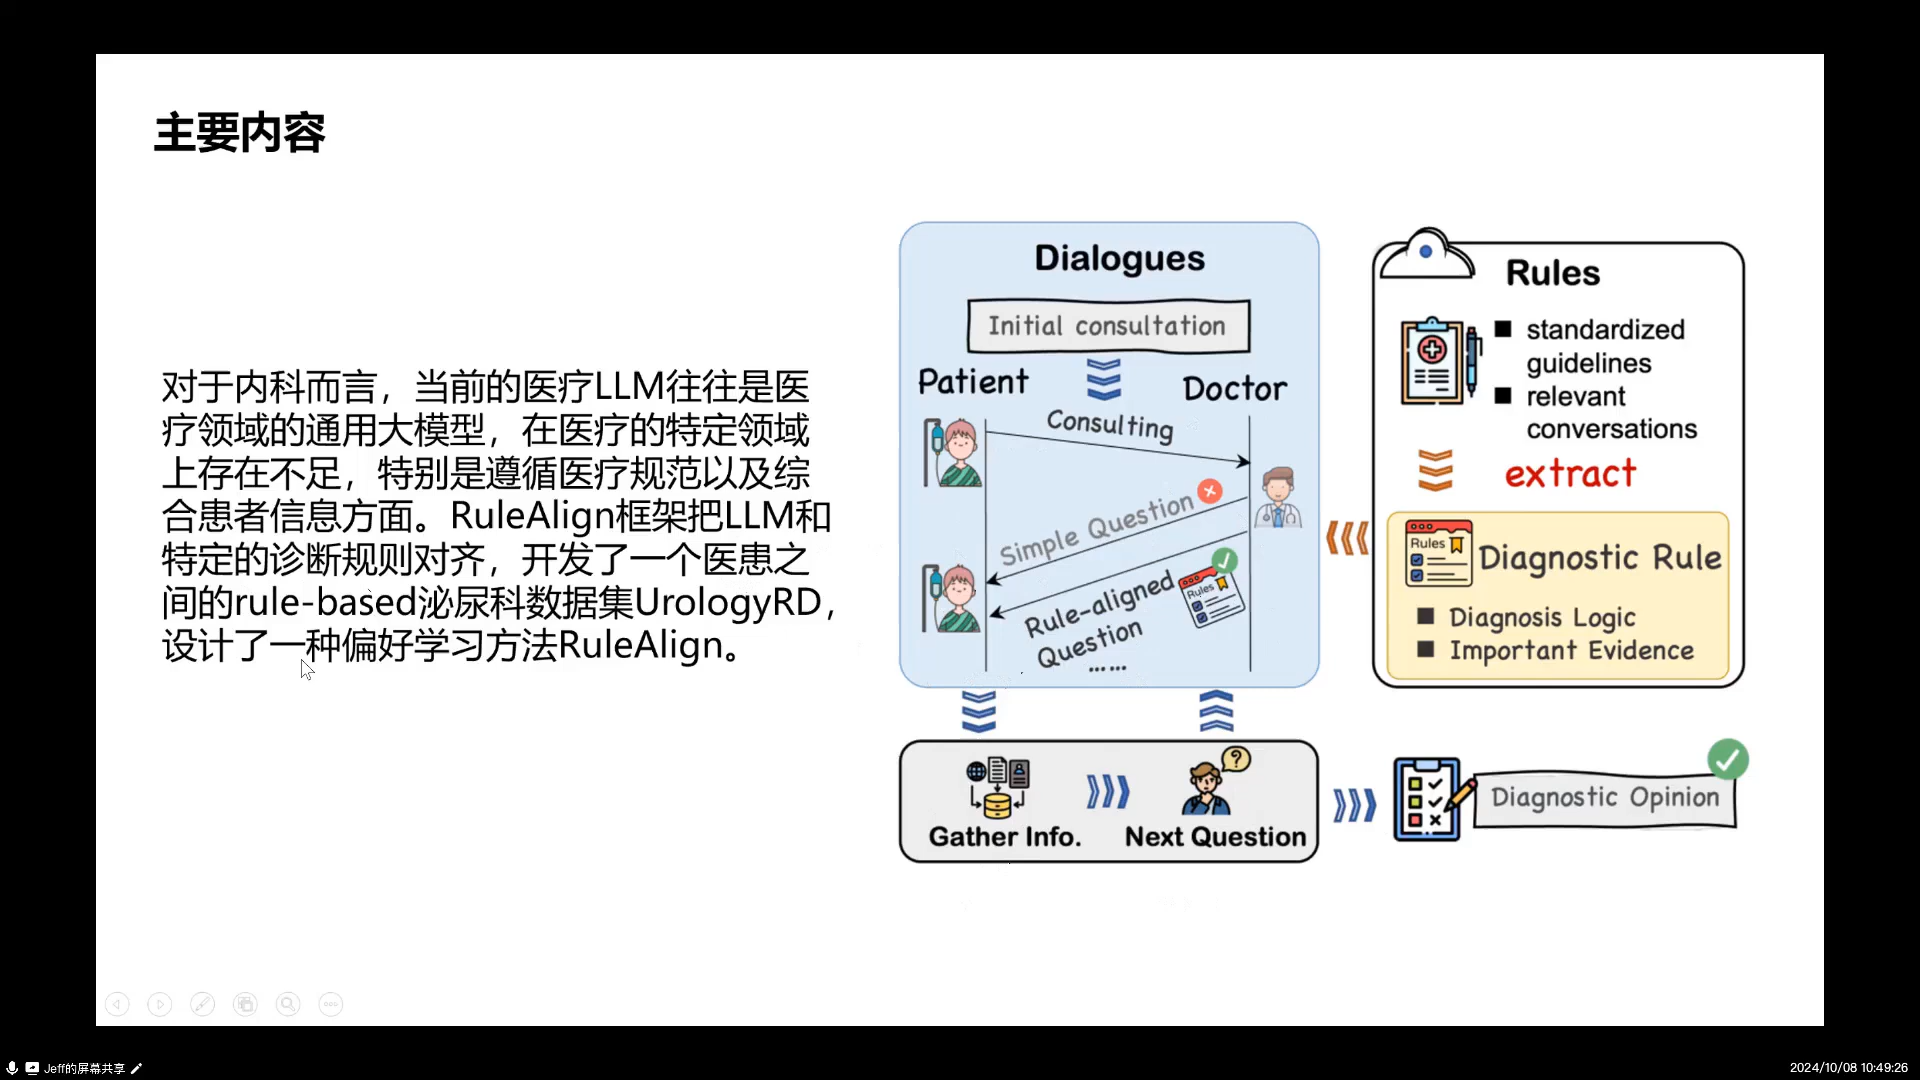 主要内容
对于内科而言，当前的医疗LLM往往是医
疗领域的通用大模型，在医疗的特定领域
上存在不足，特别是遵循医疗规范以及综
合患者信息方面。RuleAlign框架把LLM和
特定的诊断规则对齐，开发了一个医患之
间的rule-based泌尿科数据集UrologyRD，
设计了一种偏好学习方法RuleAlign。
Dialogues
Initial consultation
Patient
Doctor
Consulting
Simple Question
Rule-aligned
Question
Rules
......
Gather Info.
Next Question
Rules
standardized
guidelines
relevant
conversations
extract
Rules
Diagnostic Rule
Diagnosis Logic
Important Evidence
Diagnostic Opinion
Jeff的屏幕共享
2024/10/08 10:49:26